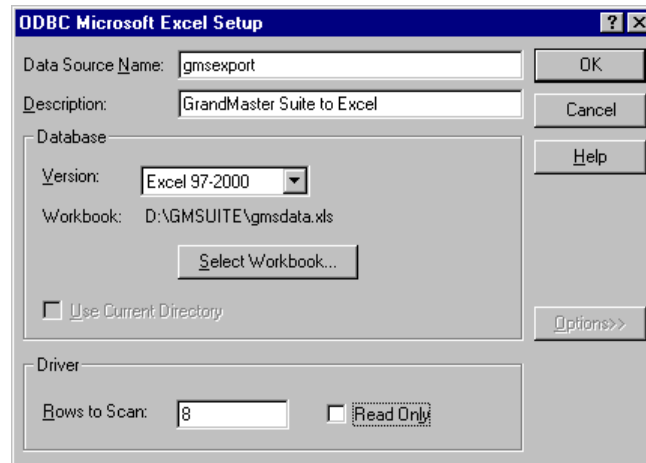 ODBC Microsoft Excel Setup
Data Source Name: gmsexport
OK
Description: GrandMaster Suite to Excel
Cancel
Database
Help
Version: Excel 97-2000
Workbook: D:\GMSUITE\gmsdata.xls
Select Workbook...
Use Current Directory
Options>>
Driver
Rows to Scan: 8
Read Only